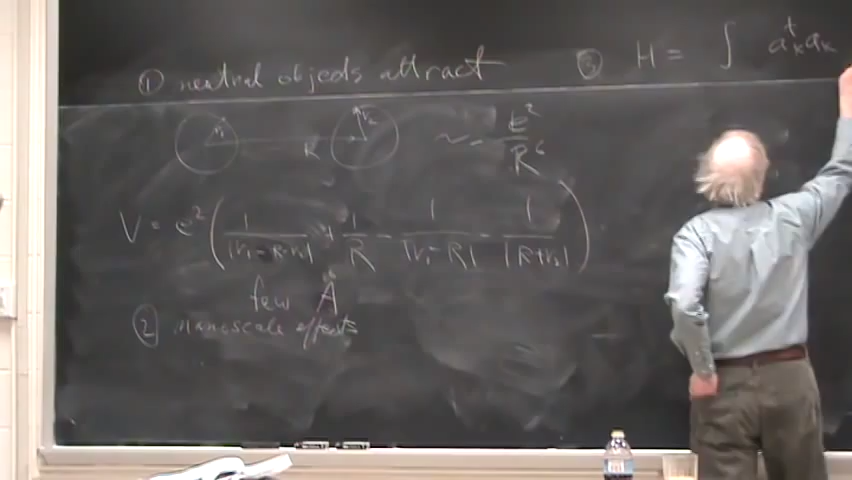 ① neutral objects attract
r₁ R r₂ ~ - e²/R⁶
V = e² ( 1/|r₁ - R - r₂| + 1/R - 1/|r₁ - R| - 1/|R + r₂| )
few Å
② nanoscale effects
③ H = ∫ a†ₖaₖ